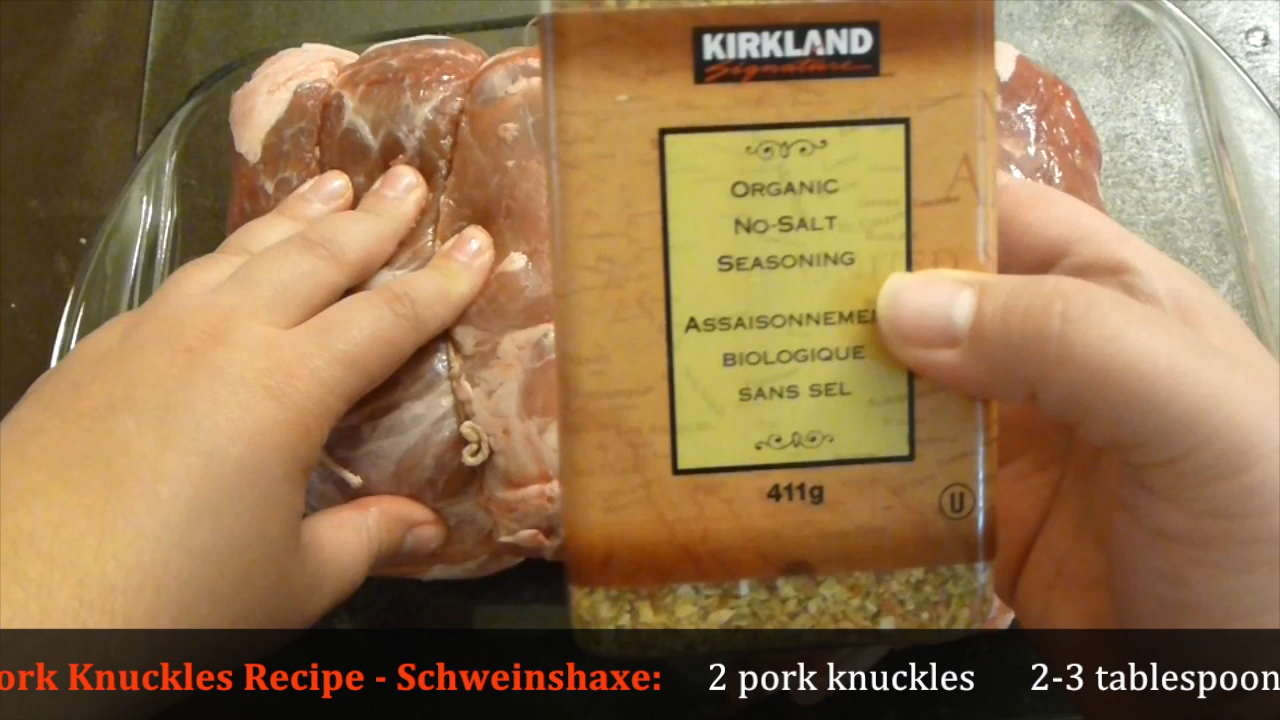 KIRKLAND
Signature
ORGANIC
NO-SALT
SEASONING
ASSAISONNEME
BIOLOGIQUE
SANS SEL
411g
U
ork Knuckles Recipe - Schweinshaxe: 2 pork knuckles 2-3 tablespoon